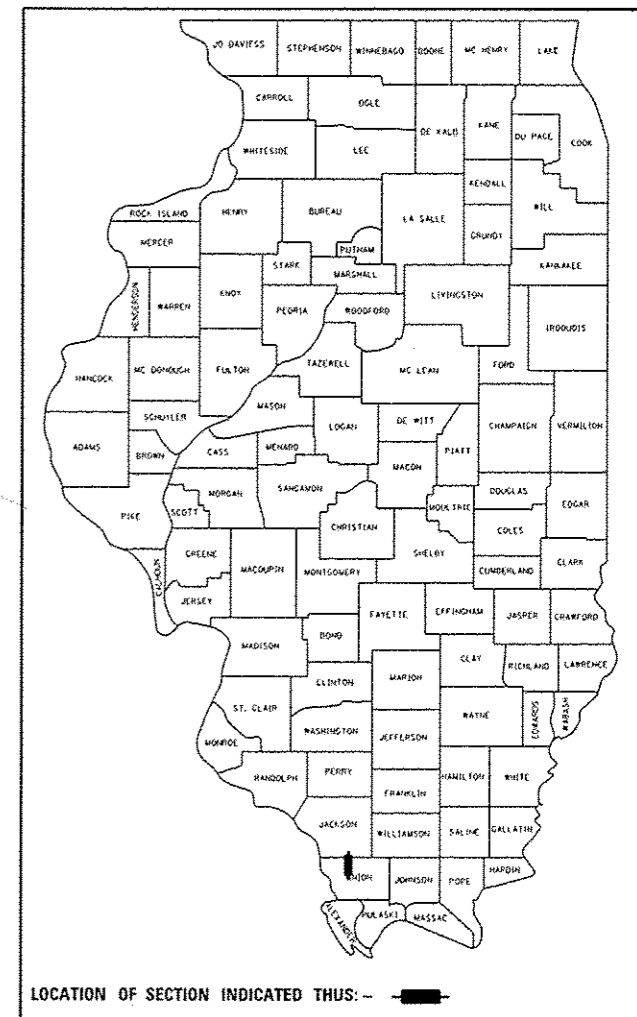 JO DAVIESS STEPHENSON WINNEBAGO BOONE MC HENRY LAKE
CARROLL OGLE
DE KALB KANE DU PAGE COOK
WHITESIDE LEE
KENDALL
ROCK ISLAND HENRY BUREAU LA SALLE WILL
GRUNDY
MERCER PUTNAM
STARK MARSHALL KANKAKEE
HENDERSON WARREN KNOX PEORIA WOODFORD LIVINGSTON
IROQUOIS
HANCOCK MC DONOUGH FULTON TAZEWELL MC LEAN FORD
MASON
SCHUYLER LOGAN DE WITT CHAMPAIGN VERMILION
ADAMS BROWN CASS MENARD PIATT
MACON
PIKE SCOTT MORGAN SANGAMON DOUGLAS EDGAR
MOULTRIE
CHRISTIAN COLES
GREENE SHELBY
CALHOUN MACOUPIN MONTGOMERY CUMBERLAND CLARK
JERSEY
FAYETTE EFFINGHAM JASPER CRAWFORD
MADISON BOND
CLAY RICHLAND LAWRENCE
CLINTON MARION
ST. CLAIR WAYNE EDWARDS WABASH
MONROE WASHINGTON JEFFERSON
RANDOLPH PERRY HAMILTON WHITE
FRANKLIN
JACKSON WILLIAMSON SALINE GALLATIN
UNION JOHNSON POPE HARDIN
ALEXANDER PULASKI MASSAC
LOCATION OF SECTION INDICATED THUS: -